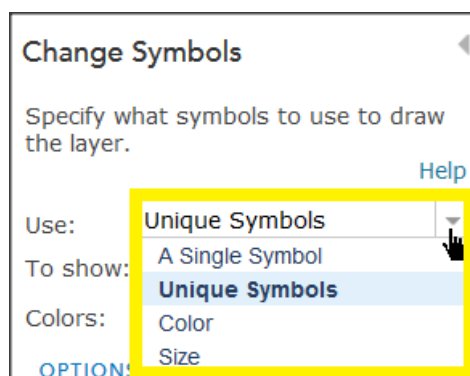 Change Symbols
Specify what symbols to use to draw
the layer.
Help
Use: Unique Symbols
A Single Symbol
To show:
Unique Symbols
Colors: Color
Size
OPTIONS